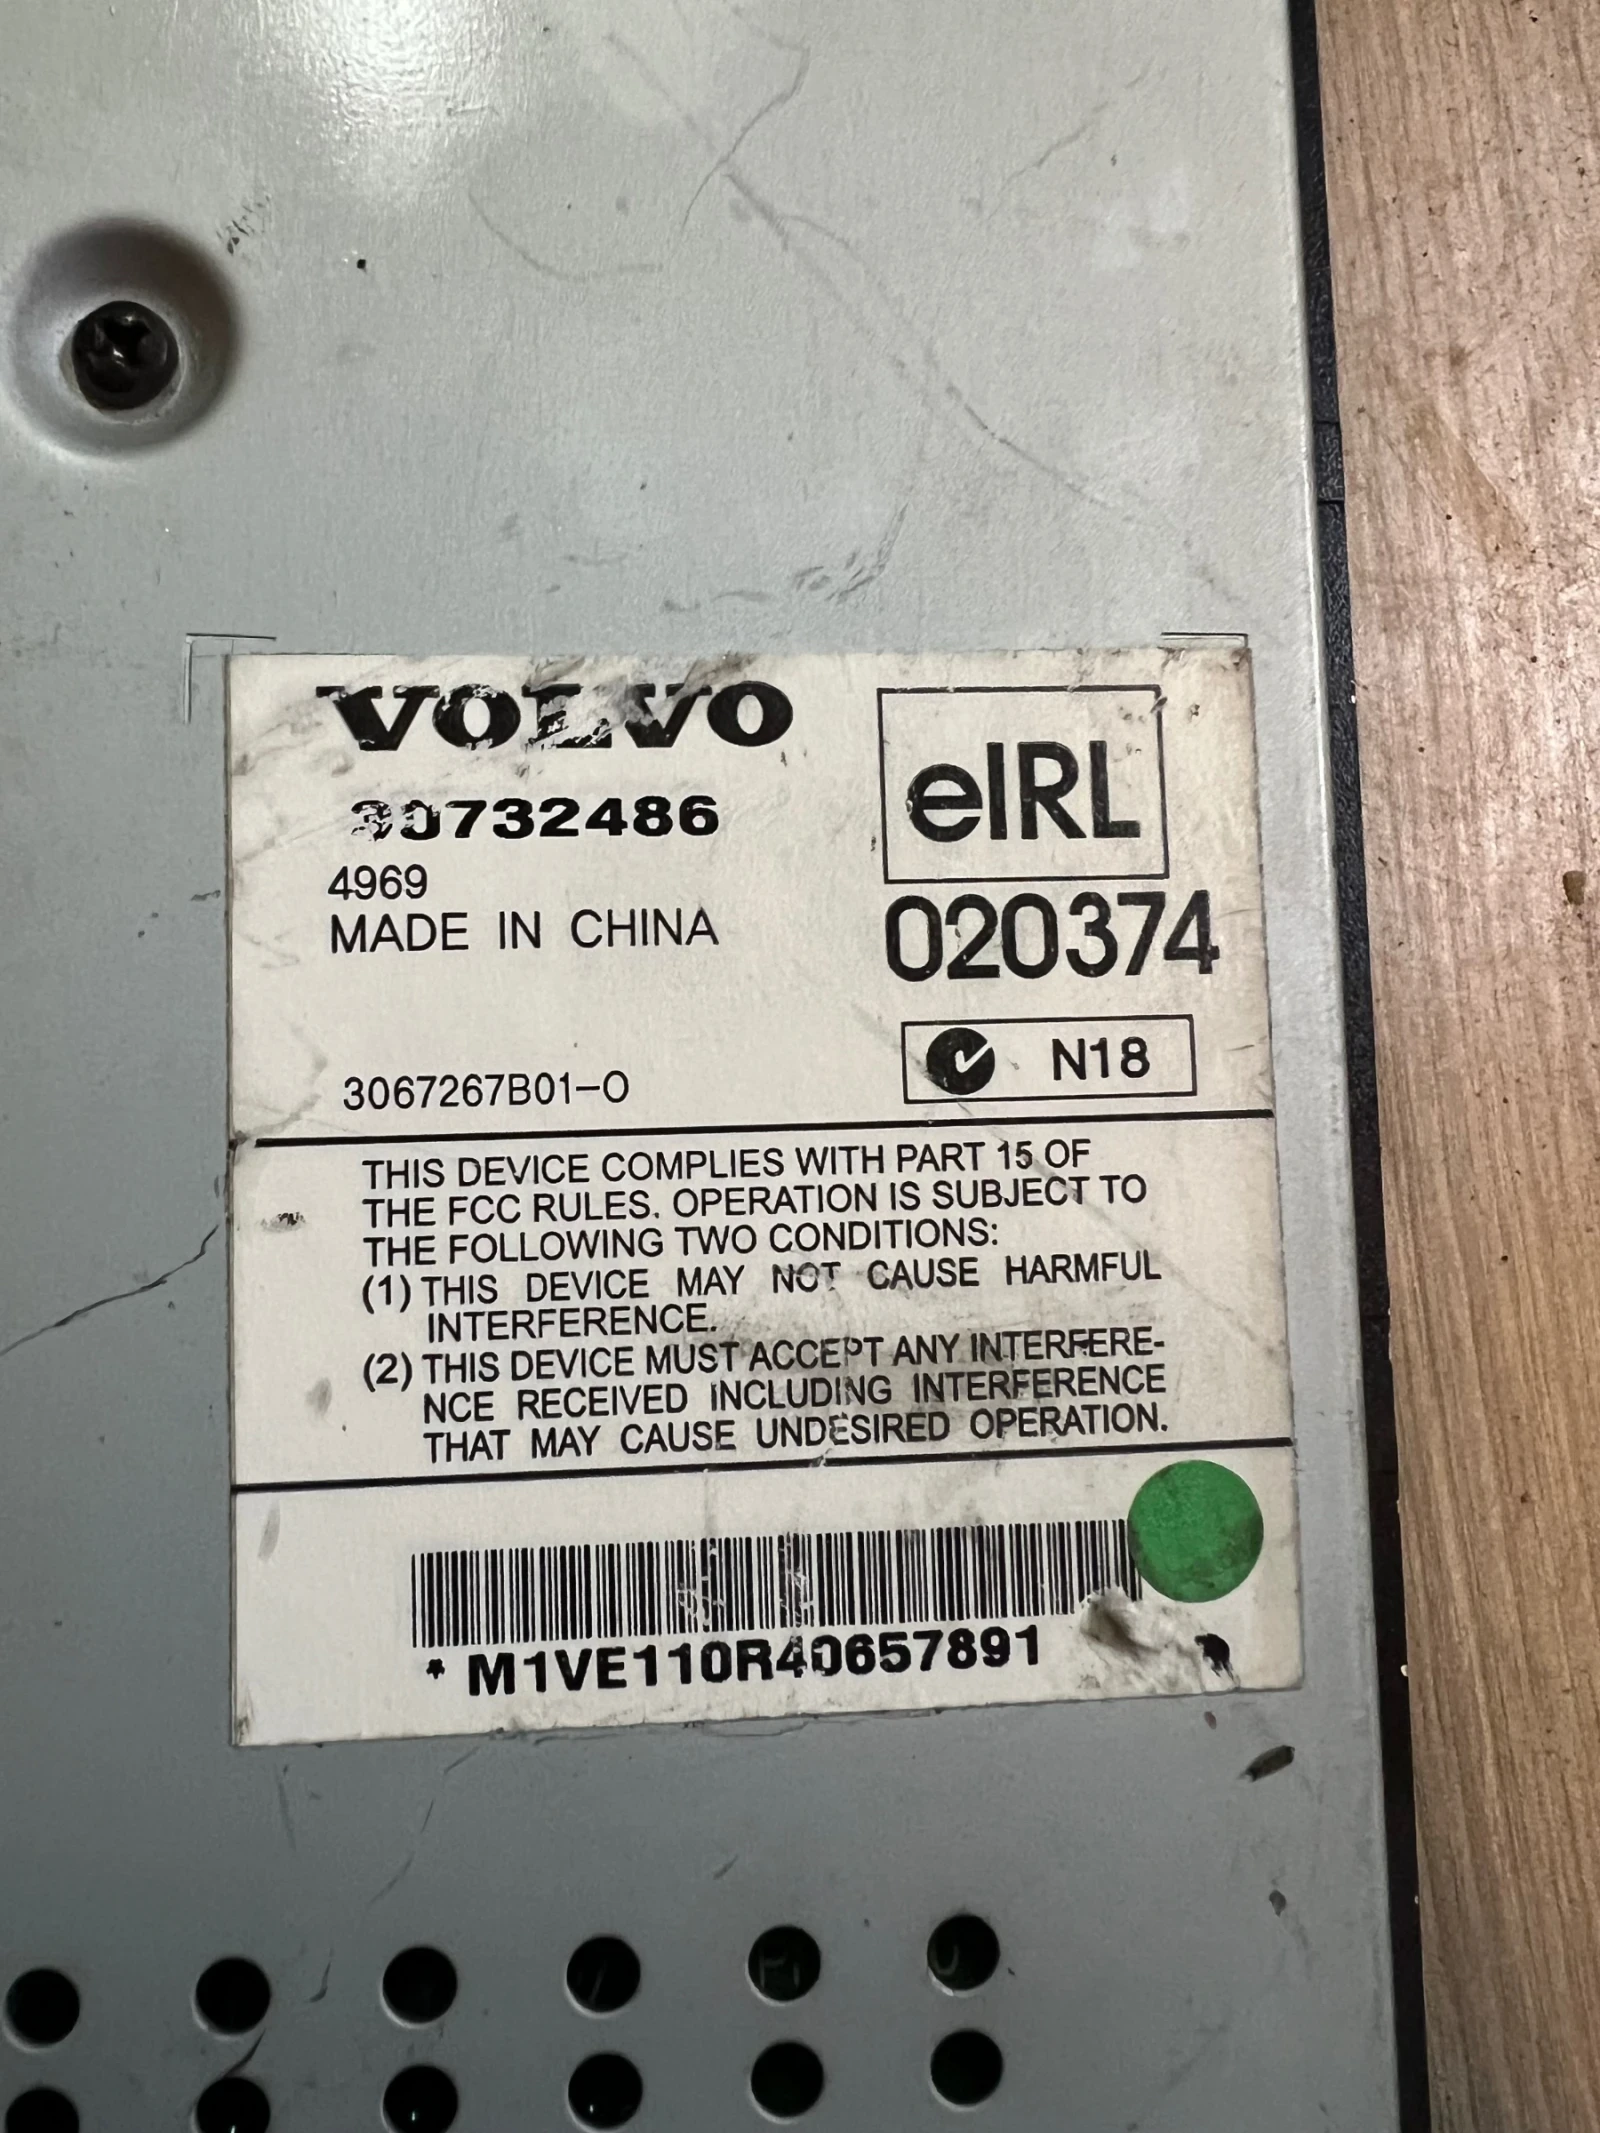 VOLVO
30732486
4969
MADE IN CHINA
eIRL
020374
N18
3067267B01-0
THIS DEVICE COMPLIES WITH PART 15 OF
THE FCC RULES. OPERATION IS SUBJECT TO
THE FOLLOWING TWO CONDITIONS:
(1) THIS DEVICE MAY NOT CAUSE HARMFUL
INTERFERENCE.
(2) THIS DEVICE MUST ACCEPT ANY INTERFERE-
NCE RECEIVED INCLUDING INTERFERENCE
THAT MAY CAUSE UNDESIRED OPERATION.
* M1VE110R40657891